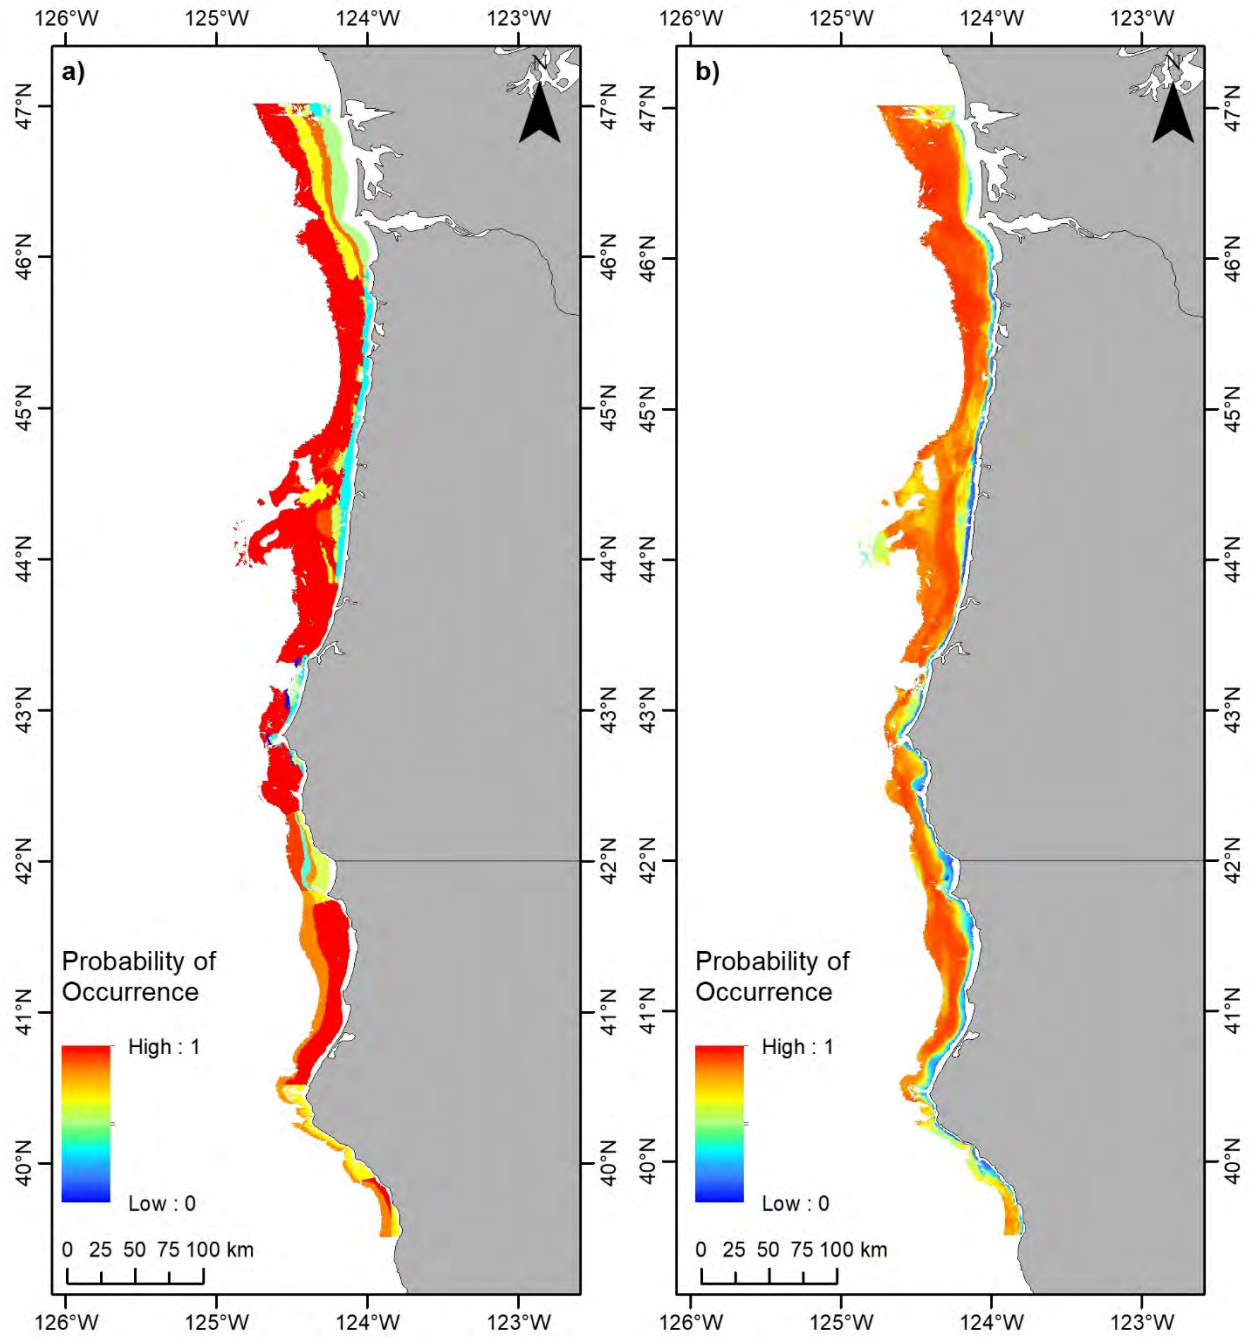 126°W 125°W 124°W 123°W 126°W 125°W 124°W 123°W
a) N b) N
47°N 47°N 47°N 47°N
46°N 46°N 46°N 46°N
45°N 45°N 45°N 45°N
44°N 44°N 44°N 44°N
43°N 43°N 43°N 43°N
42°N 42°N 42°N 42°N
41°N 41°N 41°N 41°N
40°N 40°N 40°N 40°N
Probability of
Occurrence
High : 1
Low : 0
0 25 50 75 100 km
Probability of
Occurrence
High : 1
Low : 0
0 25 50 75 100 km
126°W 125°W 124°W 123°W 126°W 125°W 124°W 123°W